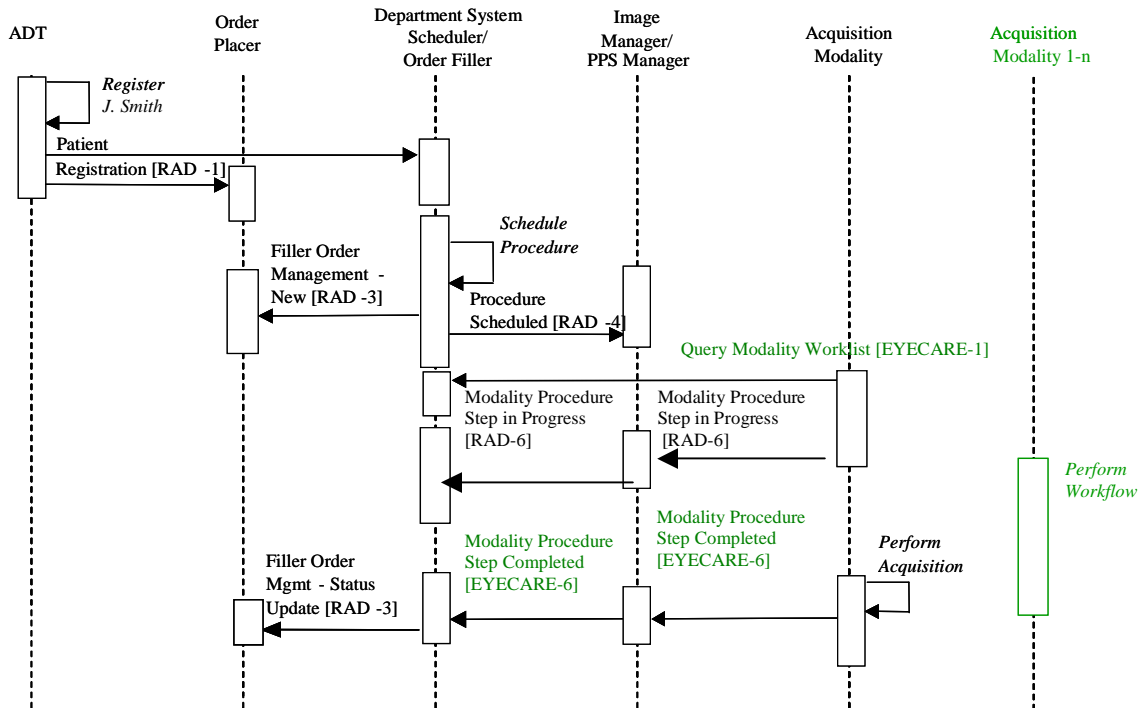 ADT
Order
Placer
Department System
Scheduler/
Order Filler
Image
Manager/
PPS Manager
Acquisition
Modality
Acquisition
Modality 1-n
Register
J. Smith
Patient
Registration [RAD -1]
Schedule
Procedure
Filler Order
Management -
New [RAD -3]
Procedure
Scheduled [RAD -4]
Query Modality Worklist [EYECARE-1]
Modality Procedure
Step in Progress
[RAD-6]
Modality Procedure
Step in Progress
[RAD-6]
Perform
Workflow
Modality Procedure
Step Completed
[EYECARE-6]
Modality Procedure
Step Completed
[EYECARE-6]
Perform
Acquisition
Filler Order
Mgmt - Status
Update [RAD -3]